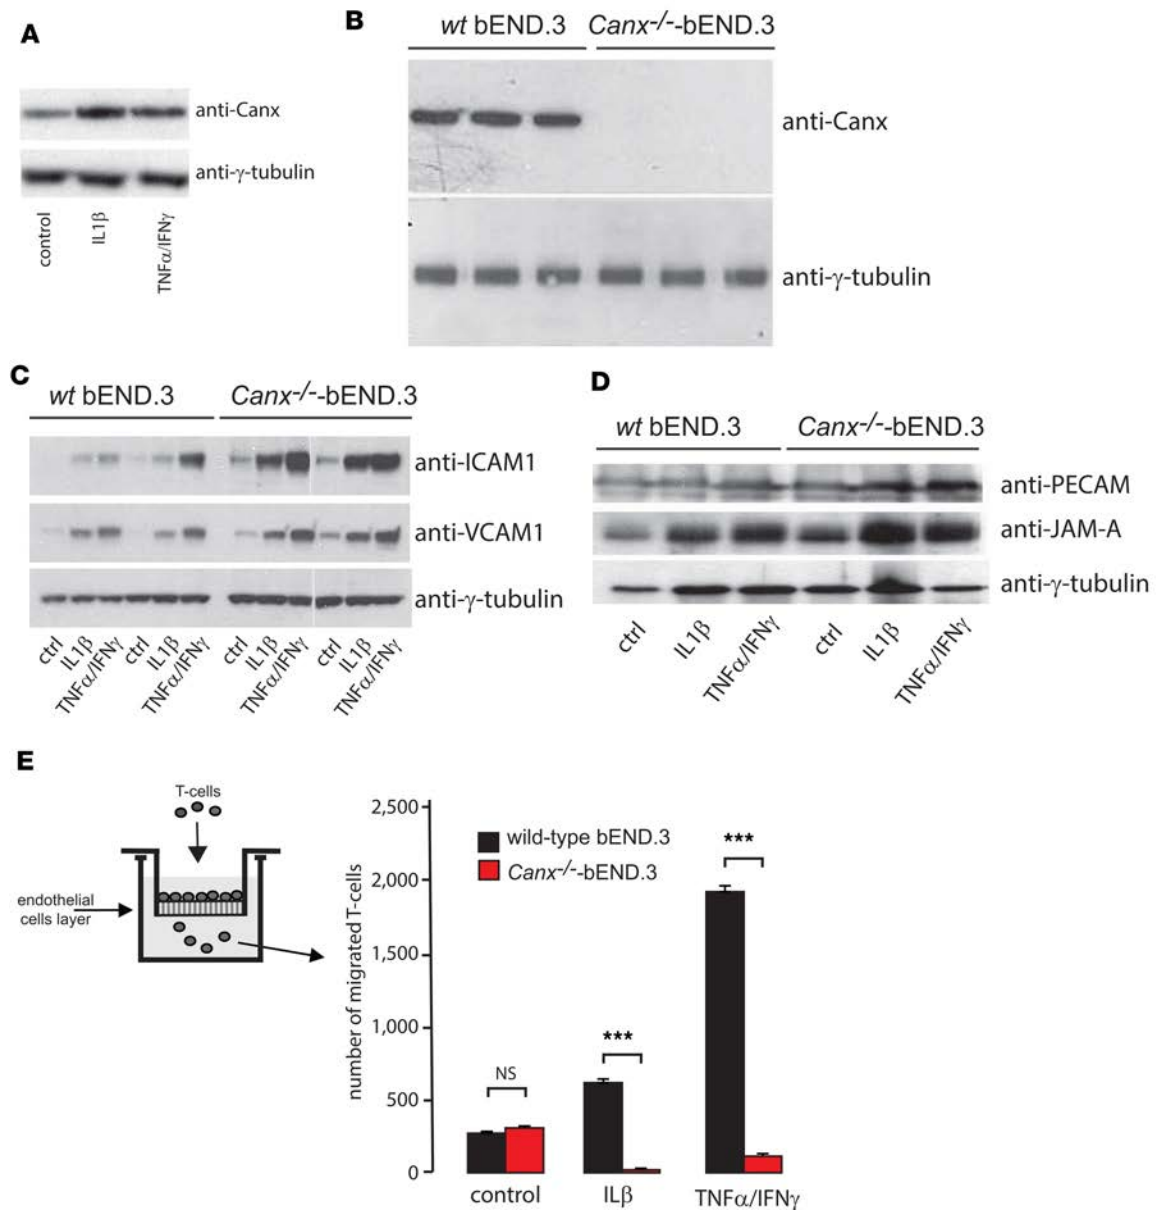 A
anti-Canx
anti-γ-tubulin
control
IL1β
TNFα/IFNγ
B
wt bEND.3 Canx-/--bEND.3
anti-Canx
anti-γ-tubulin
C
wt bEND.3 Canx-/--bEND.3
anti-ICAM1
anti-VCAM1
anti-γ-tubulin
ctrl IL1β TNFα/IFNγ ctrl IL1β TNFα/IFNγ ctrl IL1β TNFα/IFNγ ctrl IL1β TNFα/IFNγ
D
wt bEND.3 Canx-/--bEND.3
anti-PECAM
anti-JAM-A
anti-γ-tubulin
ctrl IL1β TNFα/IFNγ ctrl IL1β TNFα/IFNγ
E
T-cells
endothelial
cells layer
number of migrated T-cells
2,500
2,000
1,500
1,000
500
0
wild-type bEND.3
Canx-/--bEND.3
NS
***
***
control ILβ TNFα/IFNγ